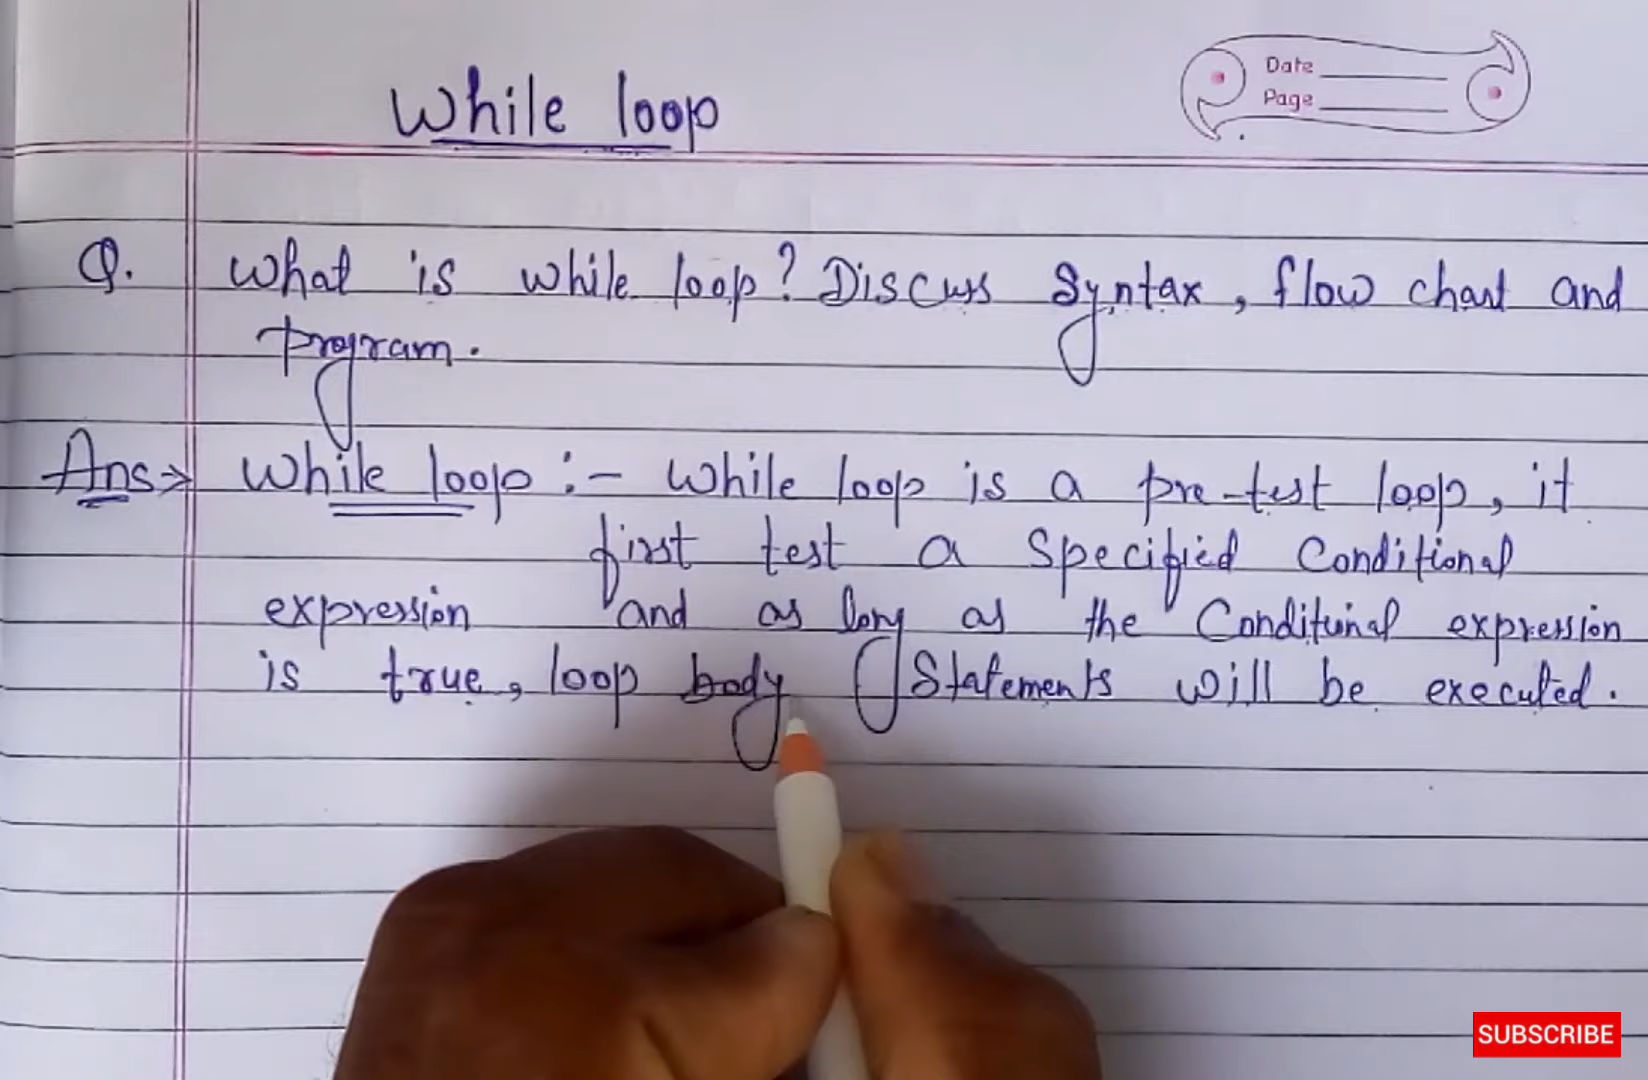 While loop
Date
Page
Q. What is while loop? Discuss Syntax, flow chart and
program.
Ans⇒ While loop :- While loop is a pre-test loop, it
first test a specified Conditional
expression and as long as the Conditional expression
is true, loop body Statements will be executed.
SUBSCRIBE